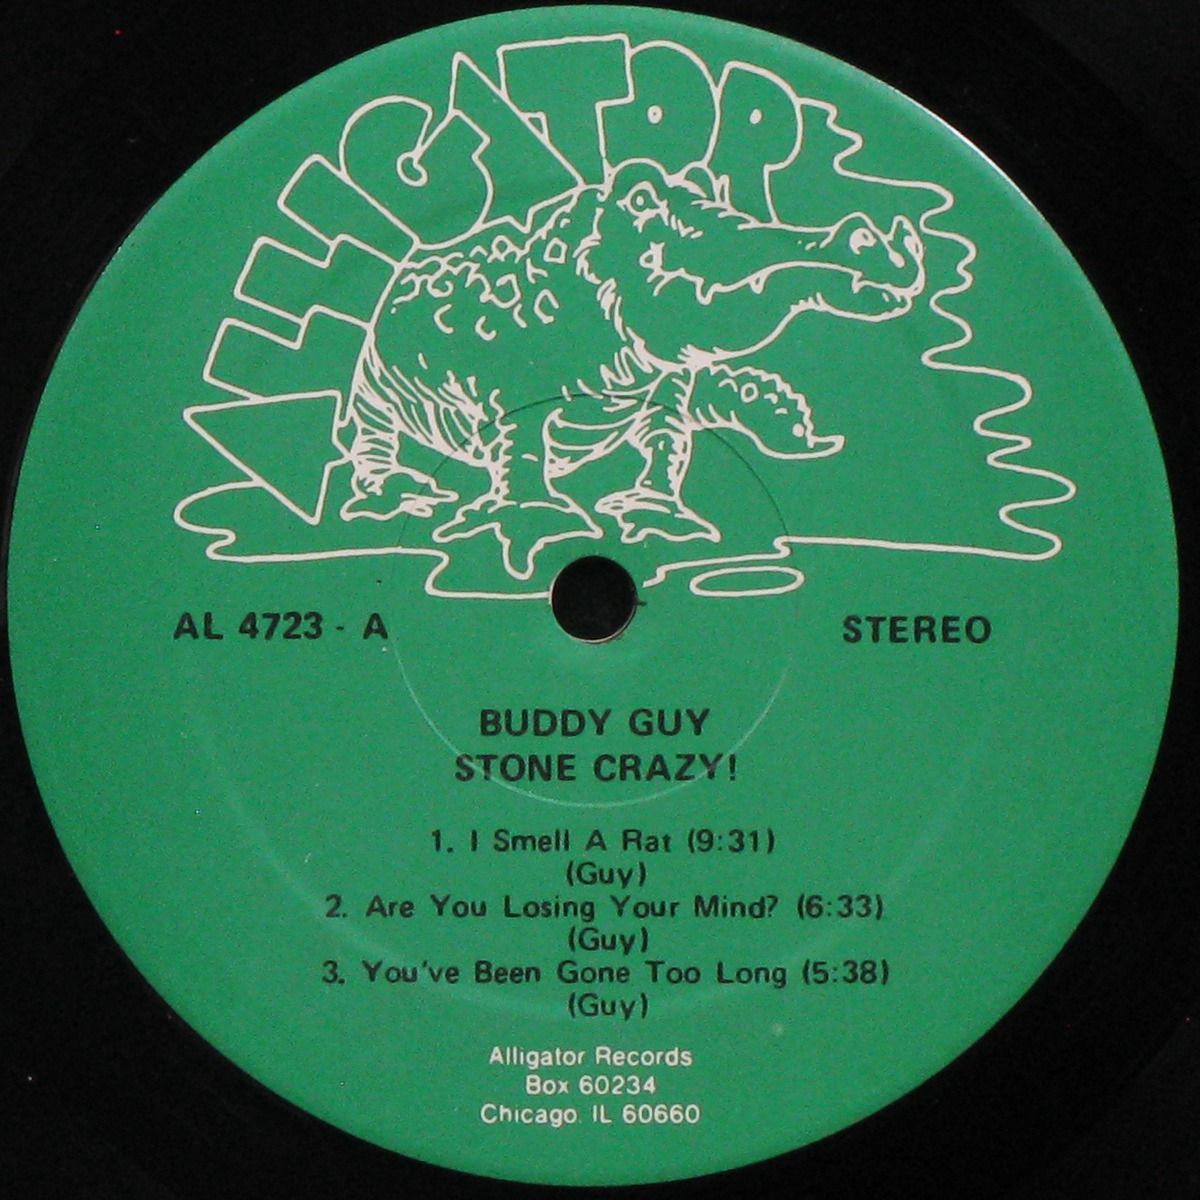 ALLIGATOR
AL 4723 - A
STEREO
BUDDY GUY
STONE CRAZY!
1. I Smell A Rat (9:31)
(Guy)
2. Are You Losing Your Mind? (6:33)
(Guy)
3. You've Been Gone Too Long (5:38)
(Guy)
Alligator Records
Box 60234
Chicago. IL 60660